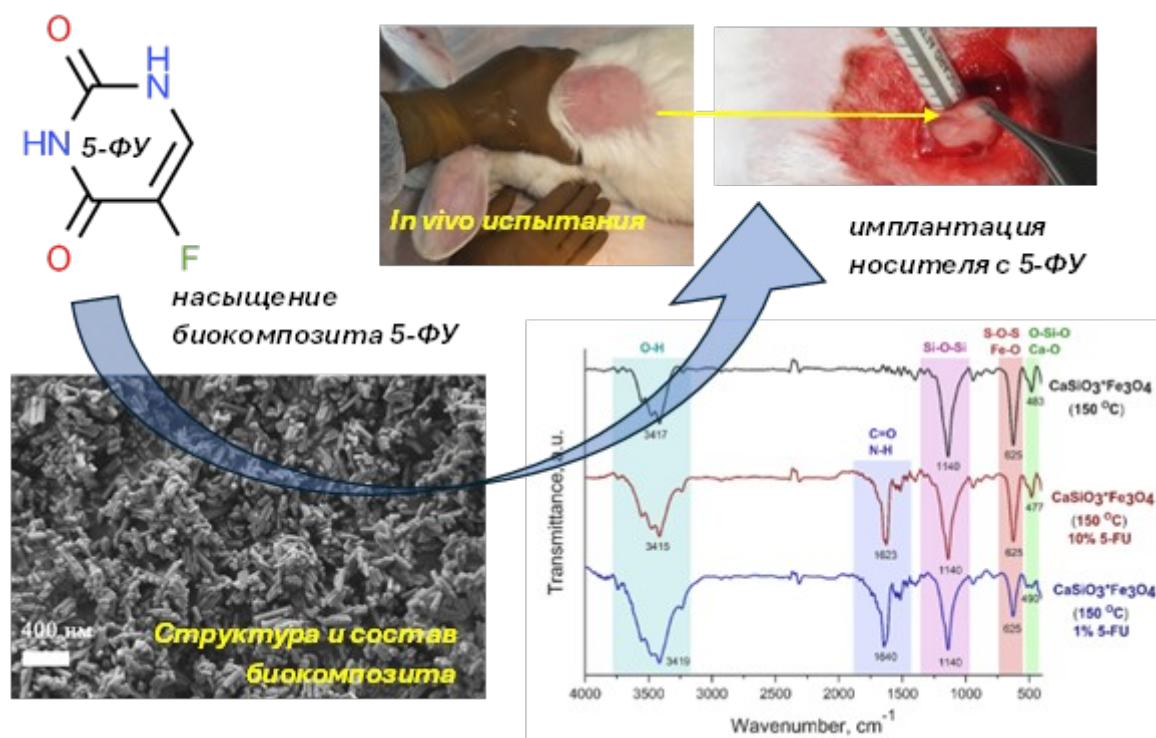 O
H
N
HN
5-ФУ
O
F
In vivo испытания
имплантация
носителя с 5-ФУ
насыщение
биокомпозита 5-ФУ
400 нм
Структура и состав
биокомпозита
O-H
Si-O-Si
S-O-S
Fe-O
O-Si-O
Ca-O
CaSiO3*Fe3O4
(150 °C)
3417
1140
625
483
C=O
N-H
CaSiO3*Fe3O4
(150 °C)
10% 5-FU
3415
1623
1140
625
477
CaSiO3*Fe3O4
(150 °C)
1% 5-FU
3419
1640
1140
625
490
Transmittance, a.u.
4000 3500 3000 2500 2000 1500 1000 500
Wavenumber, cm⁻¹